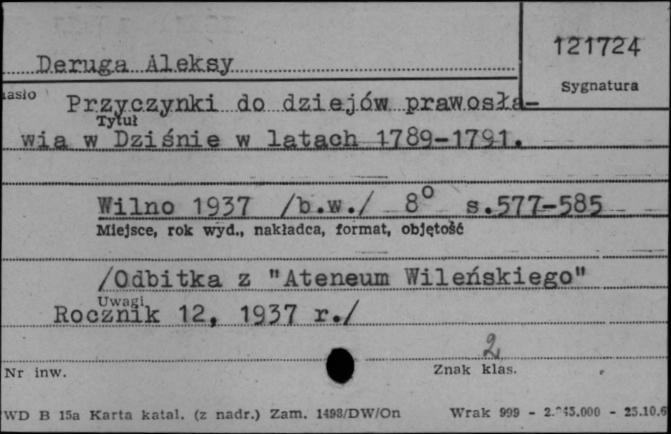 121724
Deruga Aleksy
Sygnatura
Przyczynki do dziejów prawosła-
Tytuł
wia w Dziśnie w latach 1789-1791.
Wilno 1937 /b.w./ 8° s.577-585
Miejsce, rok wyd., nakładca, format, objętość
/Odbitka z "Ateneum Wileńskiego"
Uwagi
Rocznik 12, 1937 r./
2
Nr inw.
Znak klas.
WD B 15a Karta katal. (z nadr.) Zam. 1498/DW/On Wrak 999 -